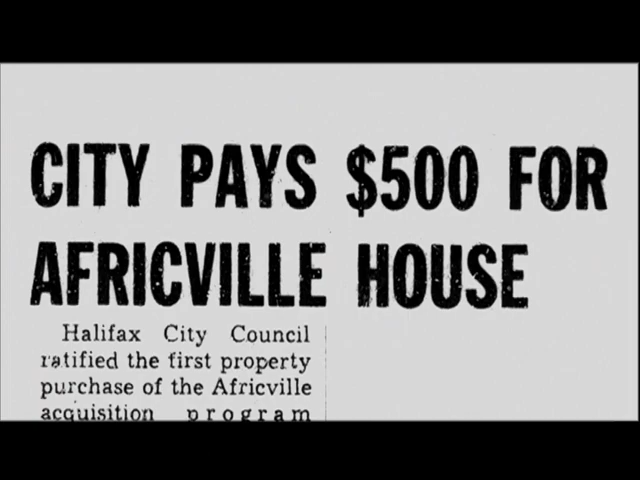 CITY PAYS $500 FOR
AFRICVILLE HOUSE
Halifax City Council
ratified the first property
purchase of the Africville
acquisition program